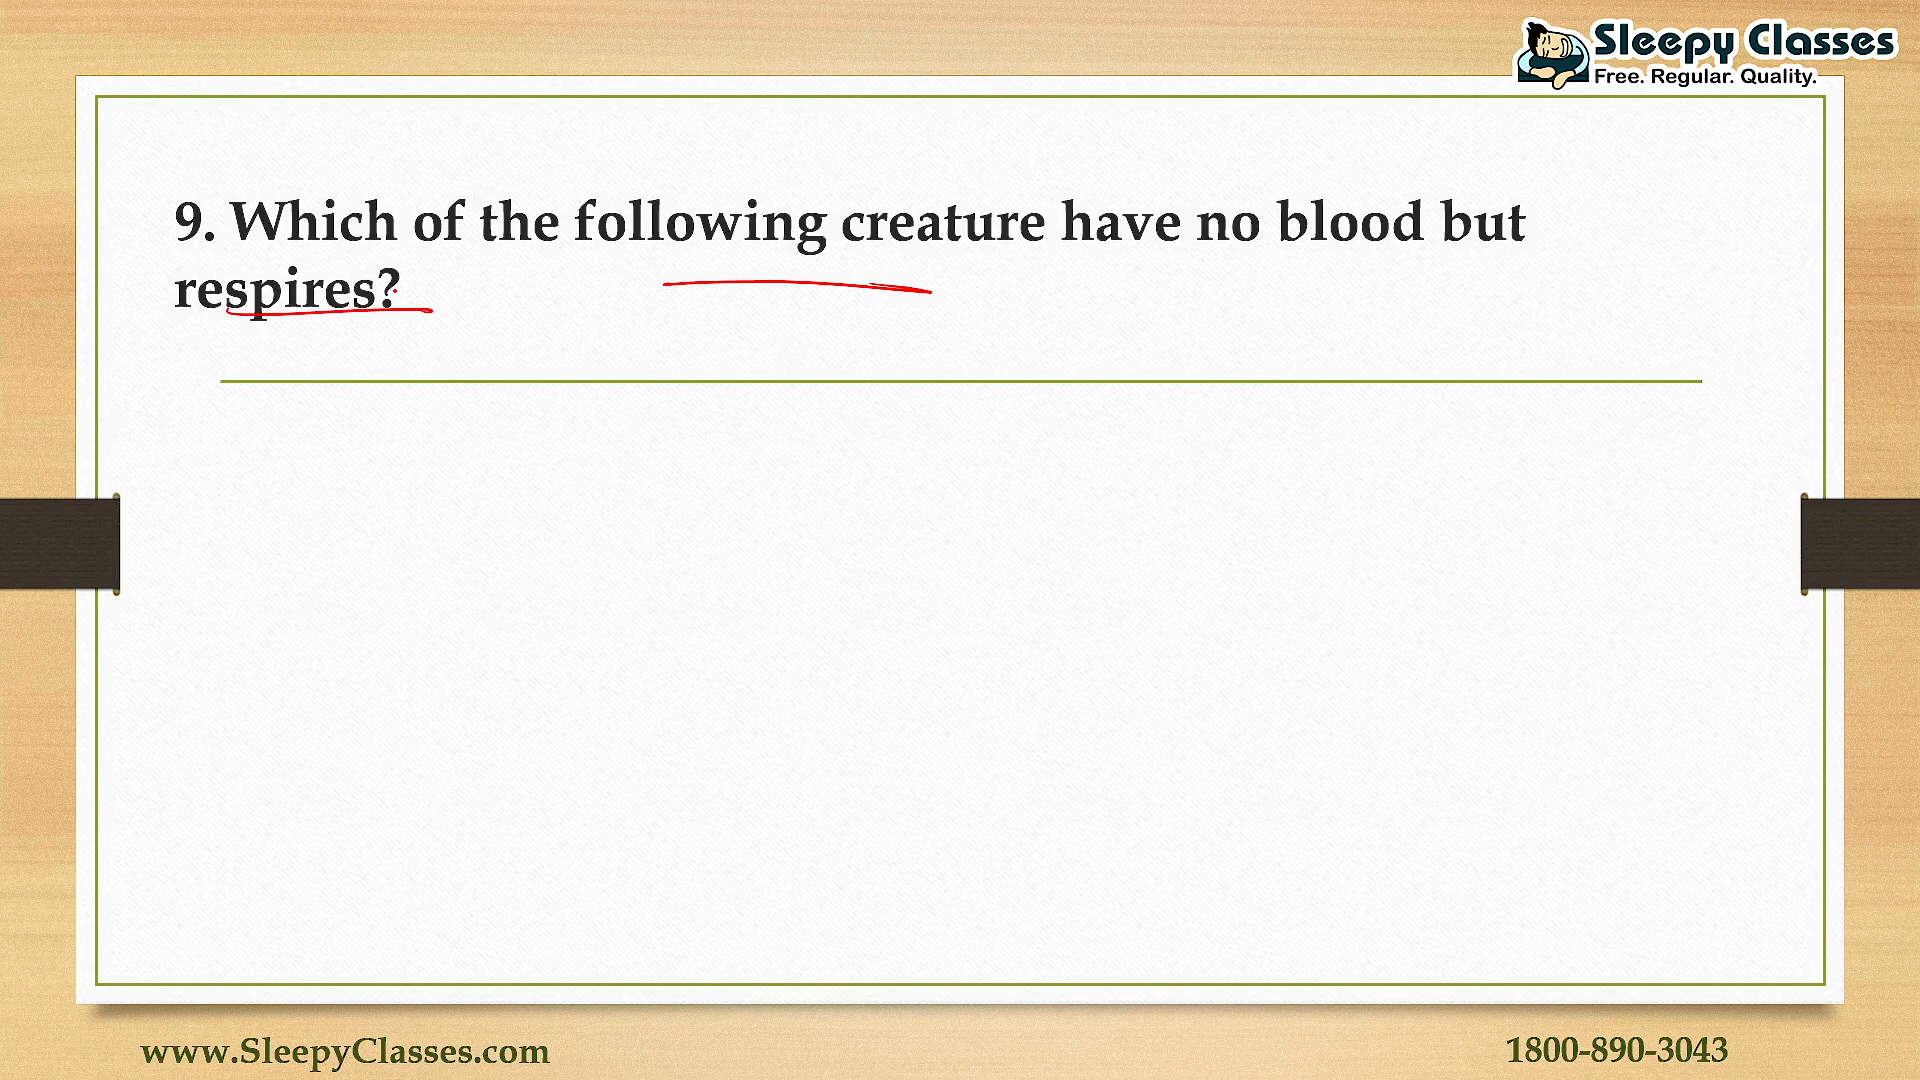 Sleepy Classes
Free. Regular. Quality.
9. Which of the following creature have no blood but
respires?
www.SleepyClasses.com
1800-890-3043